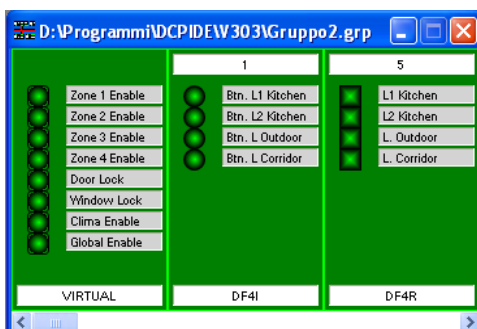 D:\Programmi\DCPIDE\V303\Gruppo2.grp
1
5
Zone 1 Enable
Zone 2 Enable
Zone 3 Enable
Zone 4 Enable
Door Lock
Window Lock
Clima Enable
Global Enable
Btn. L1 Kitchen
Btn. L2 Kitchen
Btn. L Outdoor
Btn. L Corridor
L1 Kitchen
L2 Kitchen
L. Outdoor
L. Corridor
VIRTUAL
DF4I
DF4R